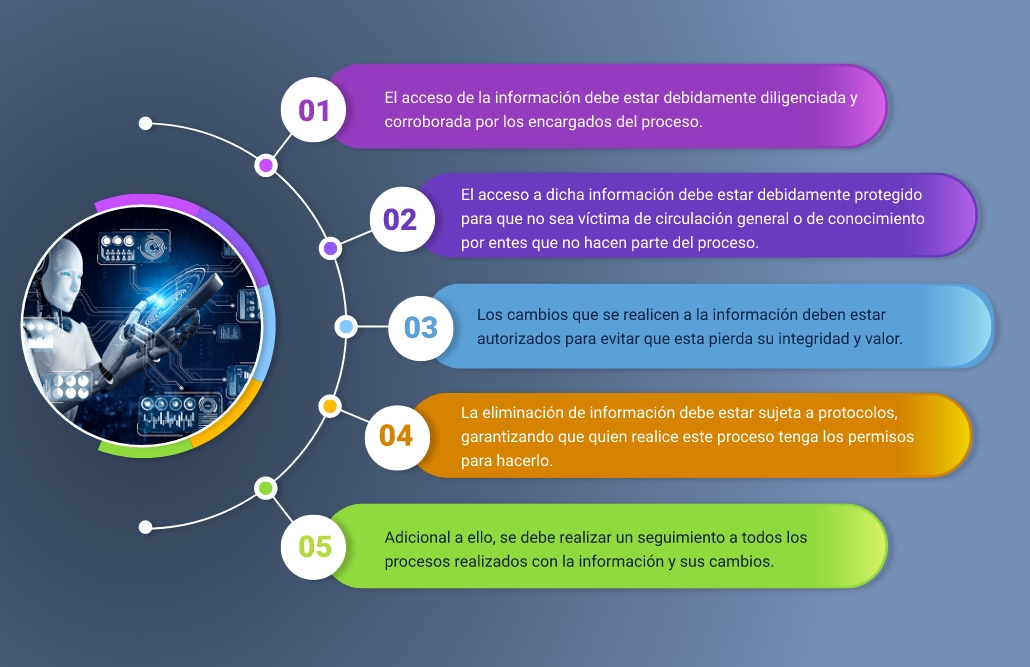 01
El acceso de la información debe estar debidamente diligenciada y
corroborada por los encargados del proceso.
02
El acceso a dicha información debe estar debidamente protegido
para que no sea víctima de circulación general o de conocimiento
por entes que no hacen parte del proceso.
03
Los cambios que se realicen a la información deben estar
autorizados para evitar que esta pierda su integridad y valor.
04
La eliminación de información debe estar sujeta a protocolos,
garantizando que quien realice este proceso tenga los permisos
para hacerlo.
05
Adicional a ello, se debe realizar un seguimiento a todos los
procesos realizados con la información y sus cambios.